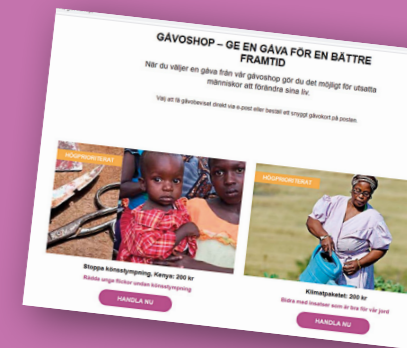 GÅVOSHOP – GE EN GÅVA FÖR EN BÄTTRE
FRAMTID
När du väljer en gåva från vår gåvoshop gör du det möjligt för utsatta
människor att förändra sina liv.
Välj att få gåvobeviset direkt via e-post eller beställ ett snyggt gåvokort på posten.
HÖGPRIORITERAT
Stoppa könsstympning, Kenya: 200 kr
Rädda unga flickor undan könsstympning
HANDLA NU
HÖGPRIORITERAT
Klimatpaketet: 200 kr
Bidra med insatser som är bra för vår jord
HANDLA NU